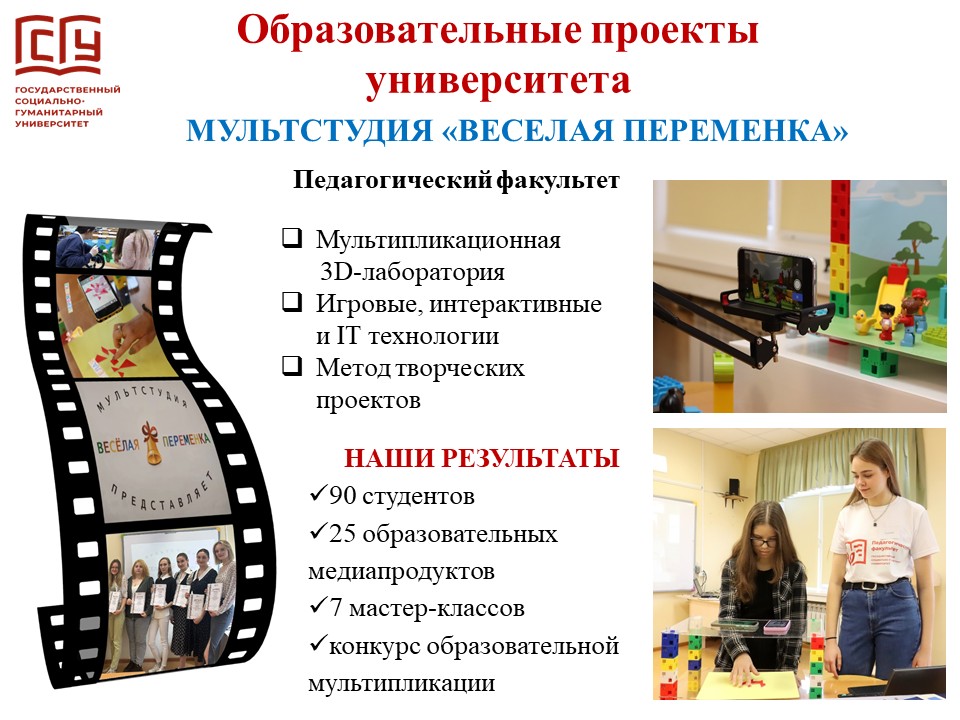 ГСГУ
ГОСУДАРСТВЕННЫЙ
СОЦИАЛЬНО-
ГУМАНИТАРНЫЙ
УНИВЕРСИТЕТ
Образовательные проекты
университета
МУЛЬТСТУДИЯ «ВЕСЕЛАЯ ПЕРЕМЕНКА»
Педагогический факультет
Мультипликационная
3D-лаборатория
Игровые, интерактивные
и IT технологии
Метод творческих
проектов
НАШИ РЕЗУЛЬТАТЫ
90 студентов
25 образовательных
медиапродуктов
7 мастер-классов
конкурс образовательной
мультипликации
МУЛЬТСТУДИЯ
ВЕСЁЛАЯ ПЕРЕМЕНКА
ПРЕДСТАВЛЯЕТ
Педагогический
факультет